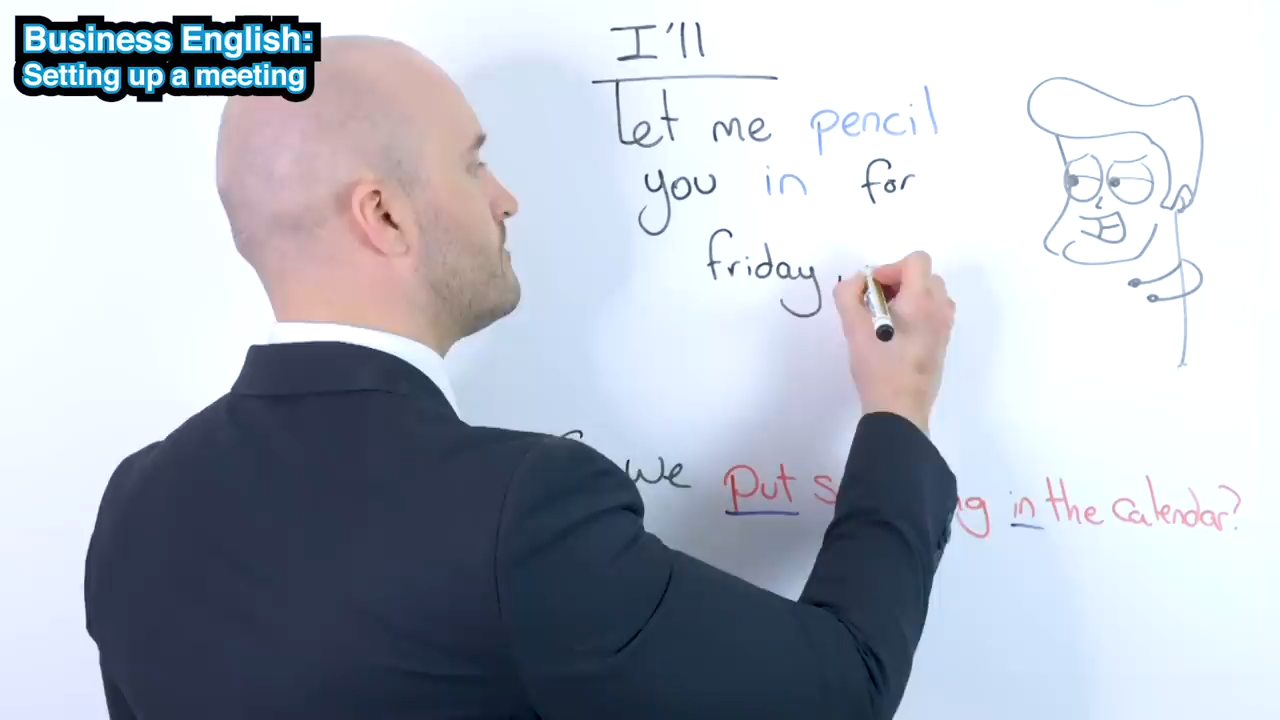 Business English:
Setting up a meeting
I'll
Let me pencil
you in for
friday
we put in the calendar?